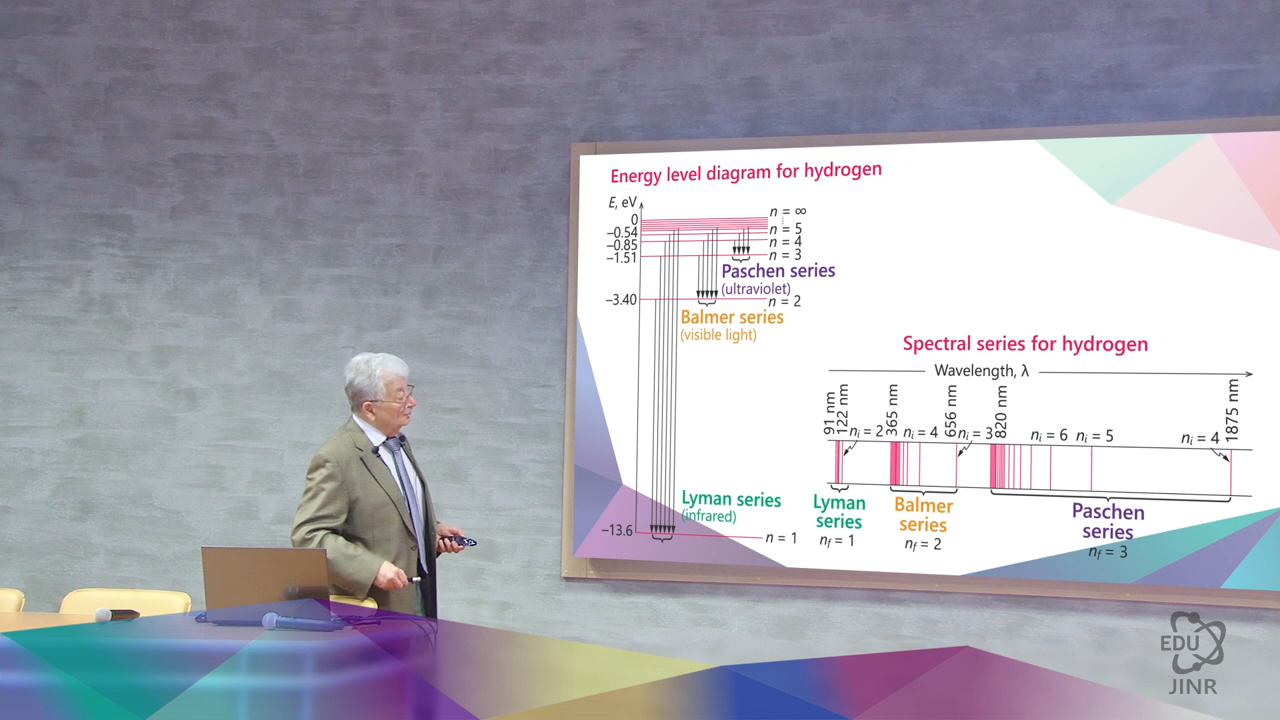 Energy level diagram for hydrogen
E, eV
0
n = ∞
−0.54
n = 5
−0.85
n = 4
−1.51
n = 3
Paschen series
(ultraviolet)
−3.40
n = 2
Balmer series
(visible light)
Lyman series
(infrared)
−13.6
n = 1
Spectral series for hydrogen
Wavelength, λ
91 nm
122 nm
365 nm
656 nm
820 nm
1875 nm
nᵢ = 2
nᵢ = 4
nᵢ = 3
nᵢ = 6
nᵢ = 5
nᵢ = 4
Lyman
series
n_f = 1
Balmer
series
n_f = 2
Paschen
series
n_f = 3
EDU
JINR